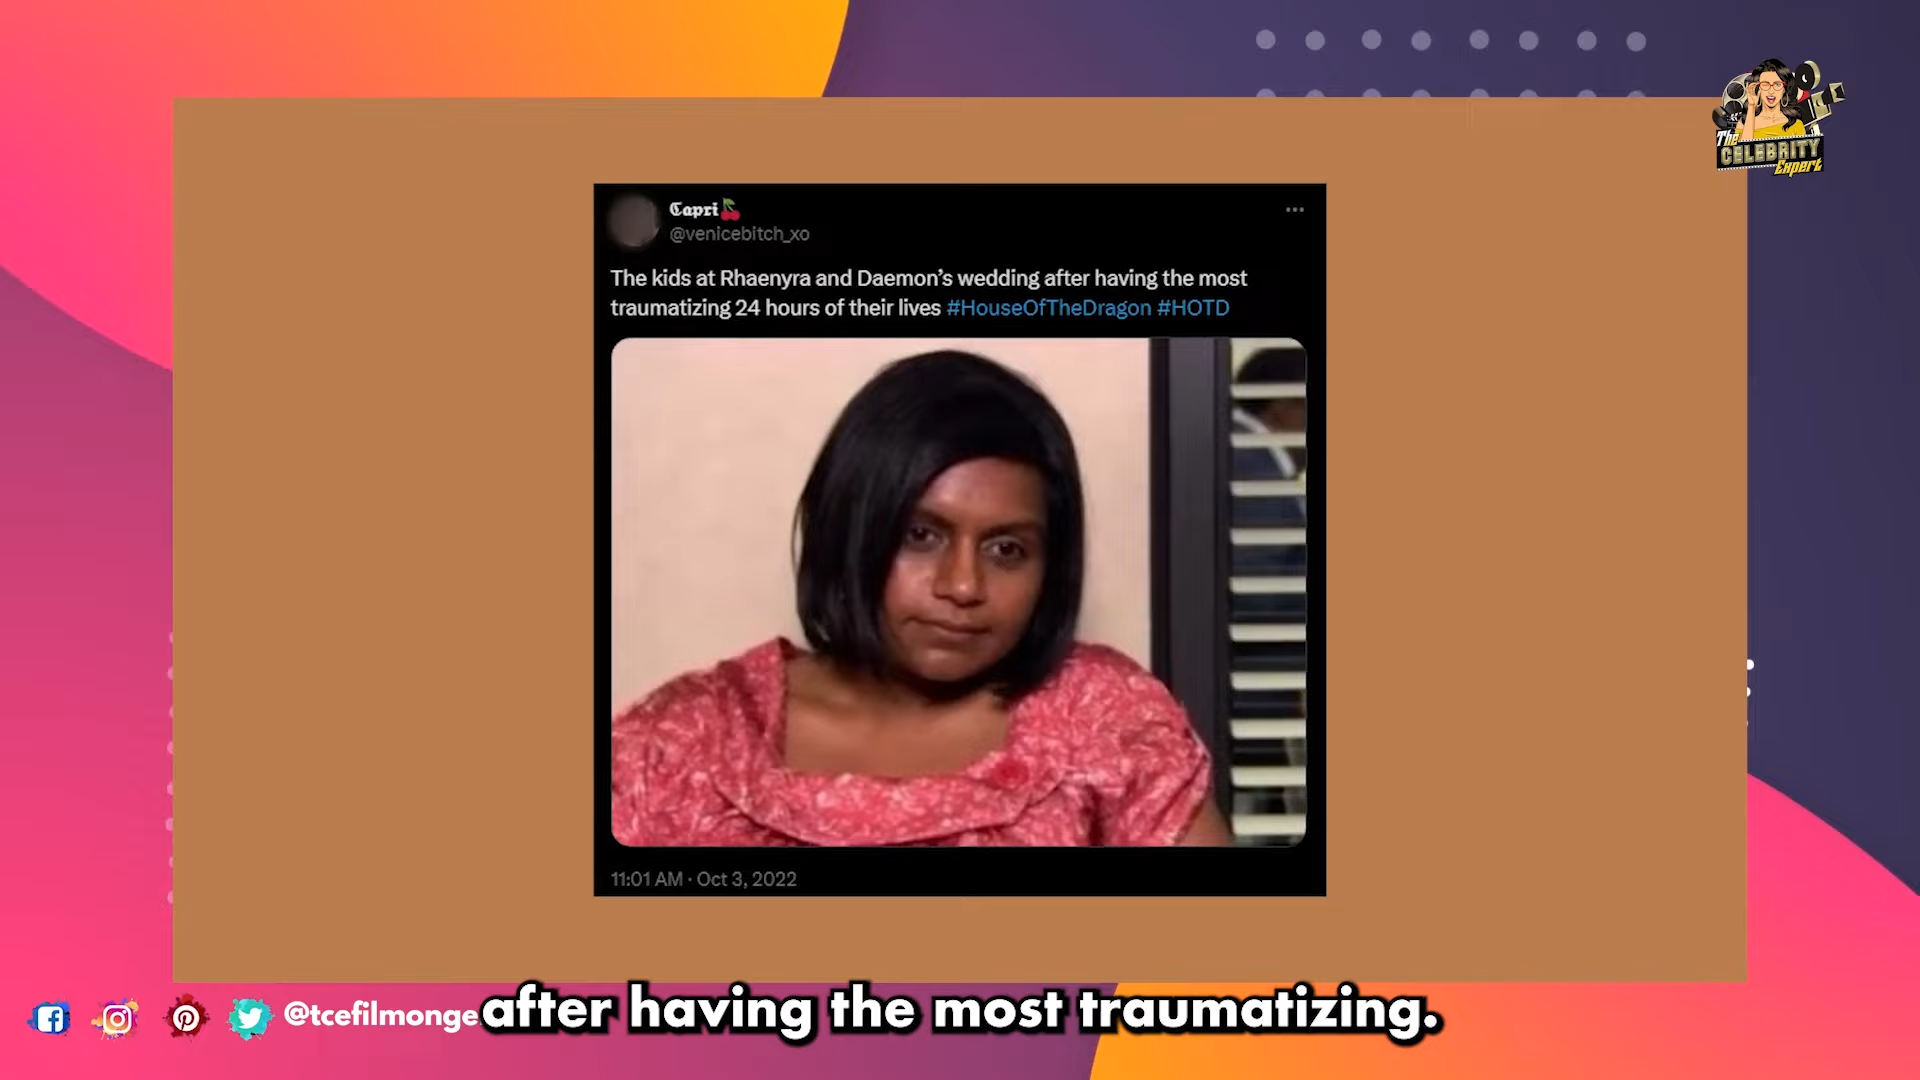 The
CELEBRITY
Expert
Capri
@venicebitch_xo
The kids at Rhaenyra and Daemon’s wedding after having the most
traumatizing 24 hours of their lives #HouseOfTheDragon #HOTD
11:01 AM · Oct 3, 2022
@tcefilmonge
after having the most traumatizing.